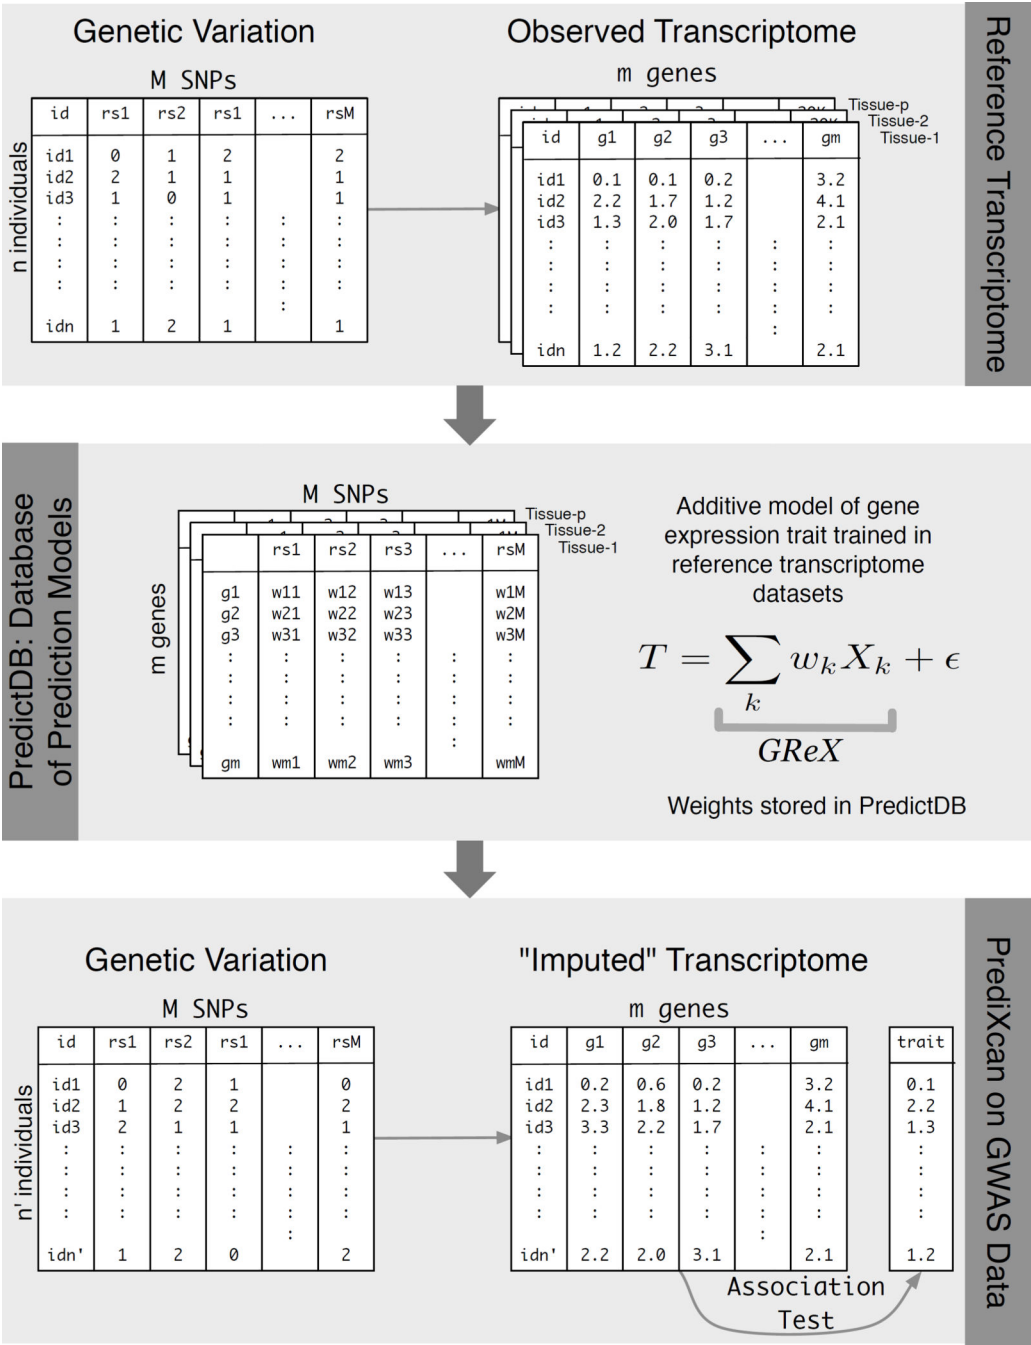 Genetic Variation
Observed Transcriptome
Reference Transcriptome
M SNPs
m genes
Tissue-p
Tissue-2
Tissue-1
n individuals
id rs1 rs2 rs1 ... rsM
id1 0 1 2 2
id2 2 1 1 1
id3 1 0 1 1
: : : : : :
: : : : : :
: : : : : :
: : : : : :
:
idn 1 2 1 1
id g1 g2 g3 ... gm
id1 0.1 0.1 0.2 3.2
id2 2.2 1.7 1.2 4.1
id3 1.3 2.0 1.7 2.1
: : : : : :
: : : : : :
: : : : : :
: : : : : :
:
idn 1.2 2.2 3.1 2.1
PredictDB: Database
of Prediction Models
M SNPs
Tissue-p
Tissue-2
Tissue-1
m genes
rs1 rs2 rs3 ... rsM
g1 w11 w12 w13 w1M
g2 w21 w22 w23 w2M
g3 w31 w32 w33 w3M
: : : : : :
: : : : : :
: : : : : :
: : : : : :
:
gm wm1 wm2 wm3 wmM
Additive model of gene
expression trait trained in
reference transcriptome
datasets
T = ∑ w_k X_k + ϵ
k
GReX
Weights stored in PredictDB
Genetic Variation
"Imputed" Transcriptome
PrediXcan on GWAS Data
M SNPs
m genes
n' individuals
id rs1 rs2 rs1 ... rsM
id1 0 2 1 0
id2 1 2 2 2
id3 2 1 1 1
: : : : : :
: : : : : :
: : : : : :
: : : : : :
:
idn' 1 2 0 2
id g1 g2 g3 ... gm
id1 0.2 0.6 0.2 3.2
id2 2.3 1.8 1.2 4.1
id3 3.3 2.2 1.7 2.1
: : : : : :
: : : : : :
: : : : : :
: : : : : :
:
idn' 2.2 2.0 3.1 2.1
trait
0.1
2.2
1.3
:
:
:
:
1.2
Association
Test